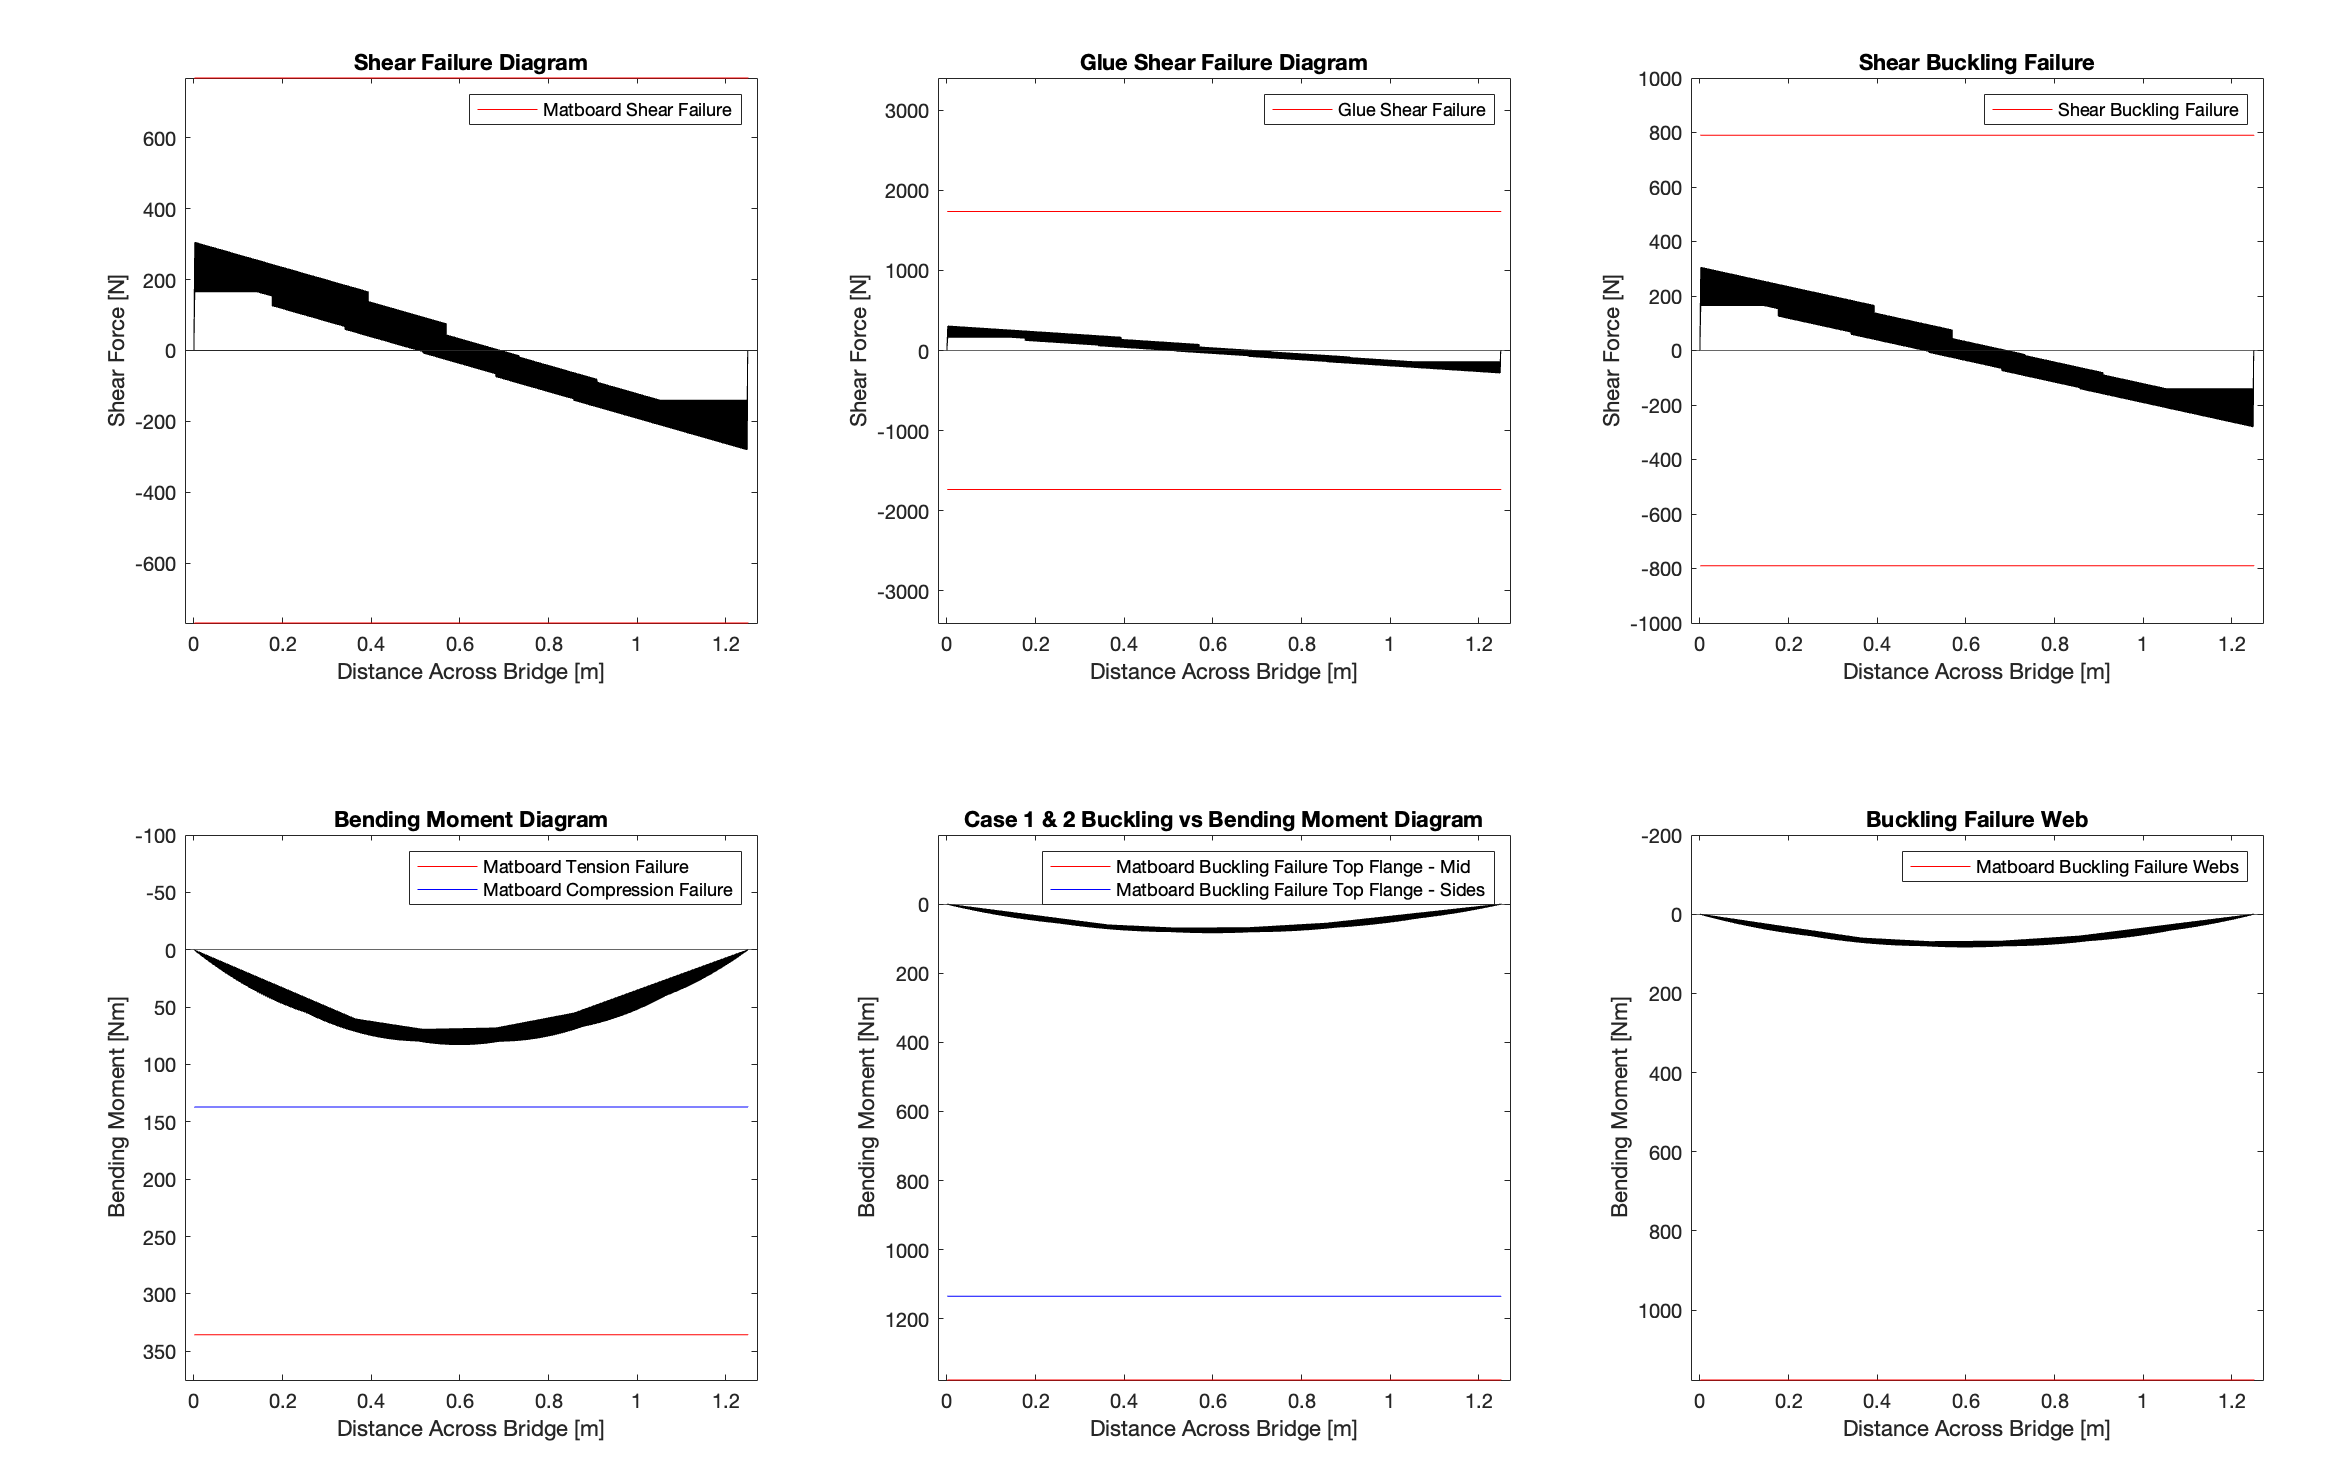 Shear Failure Diagram
Matboard Shear Failure
600
400
200
0
-200
-400
-600
Shear Force [N]
0 0.2 0.4 0.6 0.8 1 1.2
Distance Across Bridge [m]
Glue Shear Failure Diagram
Glue Shear Failure
3000
2000
1000
0
-1000
-2000
-3000
Shear Force [N]
0 0.2 0.4 0.6 0.8 1 1.2
Distance Across Bridge [m]
Shear Buckling Failure
Shear Buckling Failure
1000
800
600
400
200
0
-200
-400
-600
-800
-1000
Shear Force [N]
0 0.2 0.4 0.6 0.8 1 1.2
Distance Across Bridge [m]
Bending Moment Diagram
Matboard Tension Failure
Matboard Compression Failure
-100
-50
0
50
100
150
200
250
300
350
Bending Moment [Nm]
0 0.2 0.4 0.6 0.8 1 1.2
Distance Across Bridge [m]
Case 1 & 2 Buckling vs Bending Moment Diagram
Matboard Buckling Failure Top Flange - Mid
Matboard Buckling Failure Top Flange - Sides
0
200
400
600
800
1000
1200
Bending Moment [Nm]
0 0.2 0.4 0.6 0.8 1 1.2
Distance Across Bridge [m]
Buckling Failure Web
Matboard Buckling Failure Webs
-200
0
200
400
600
800
1000
Bending Moment [Nm]
0 0.2 0.4 0.6 0.8 1 1.2
Distance Across Bridge [m]